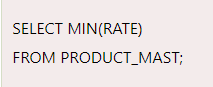 SELECT MIN(RATE)
FROM PRODUCT_MAST;